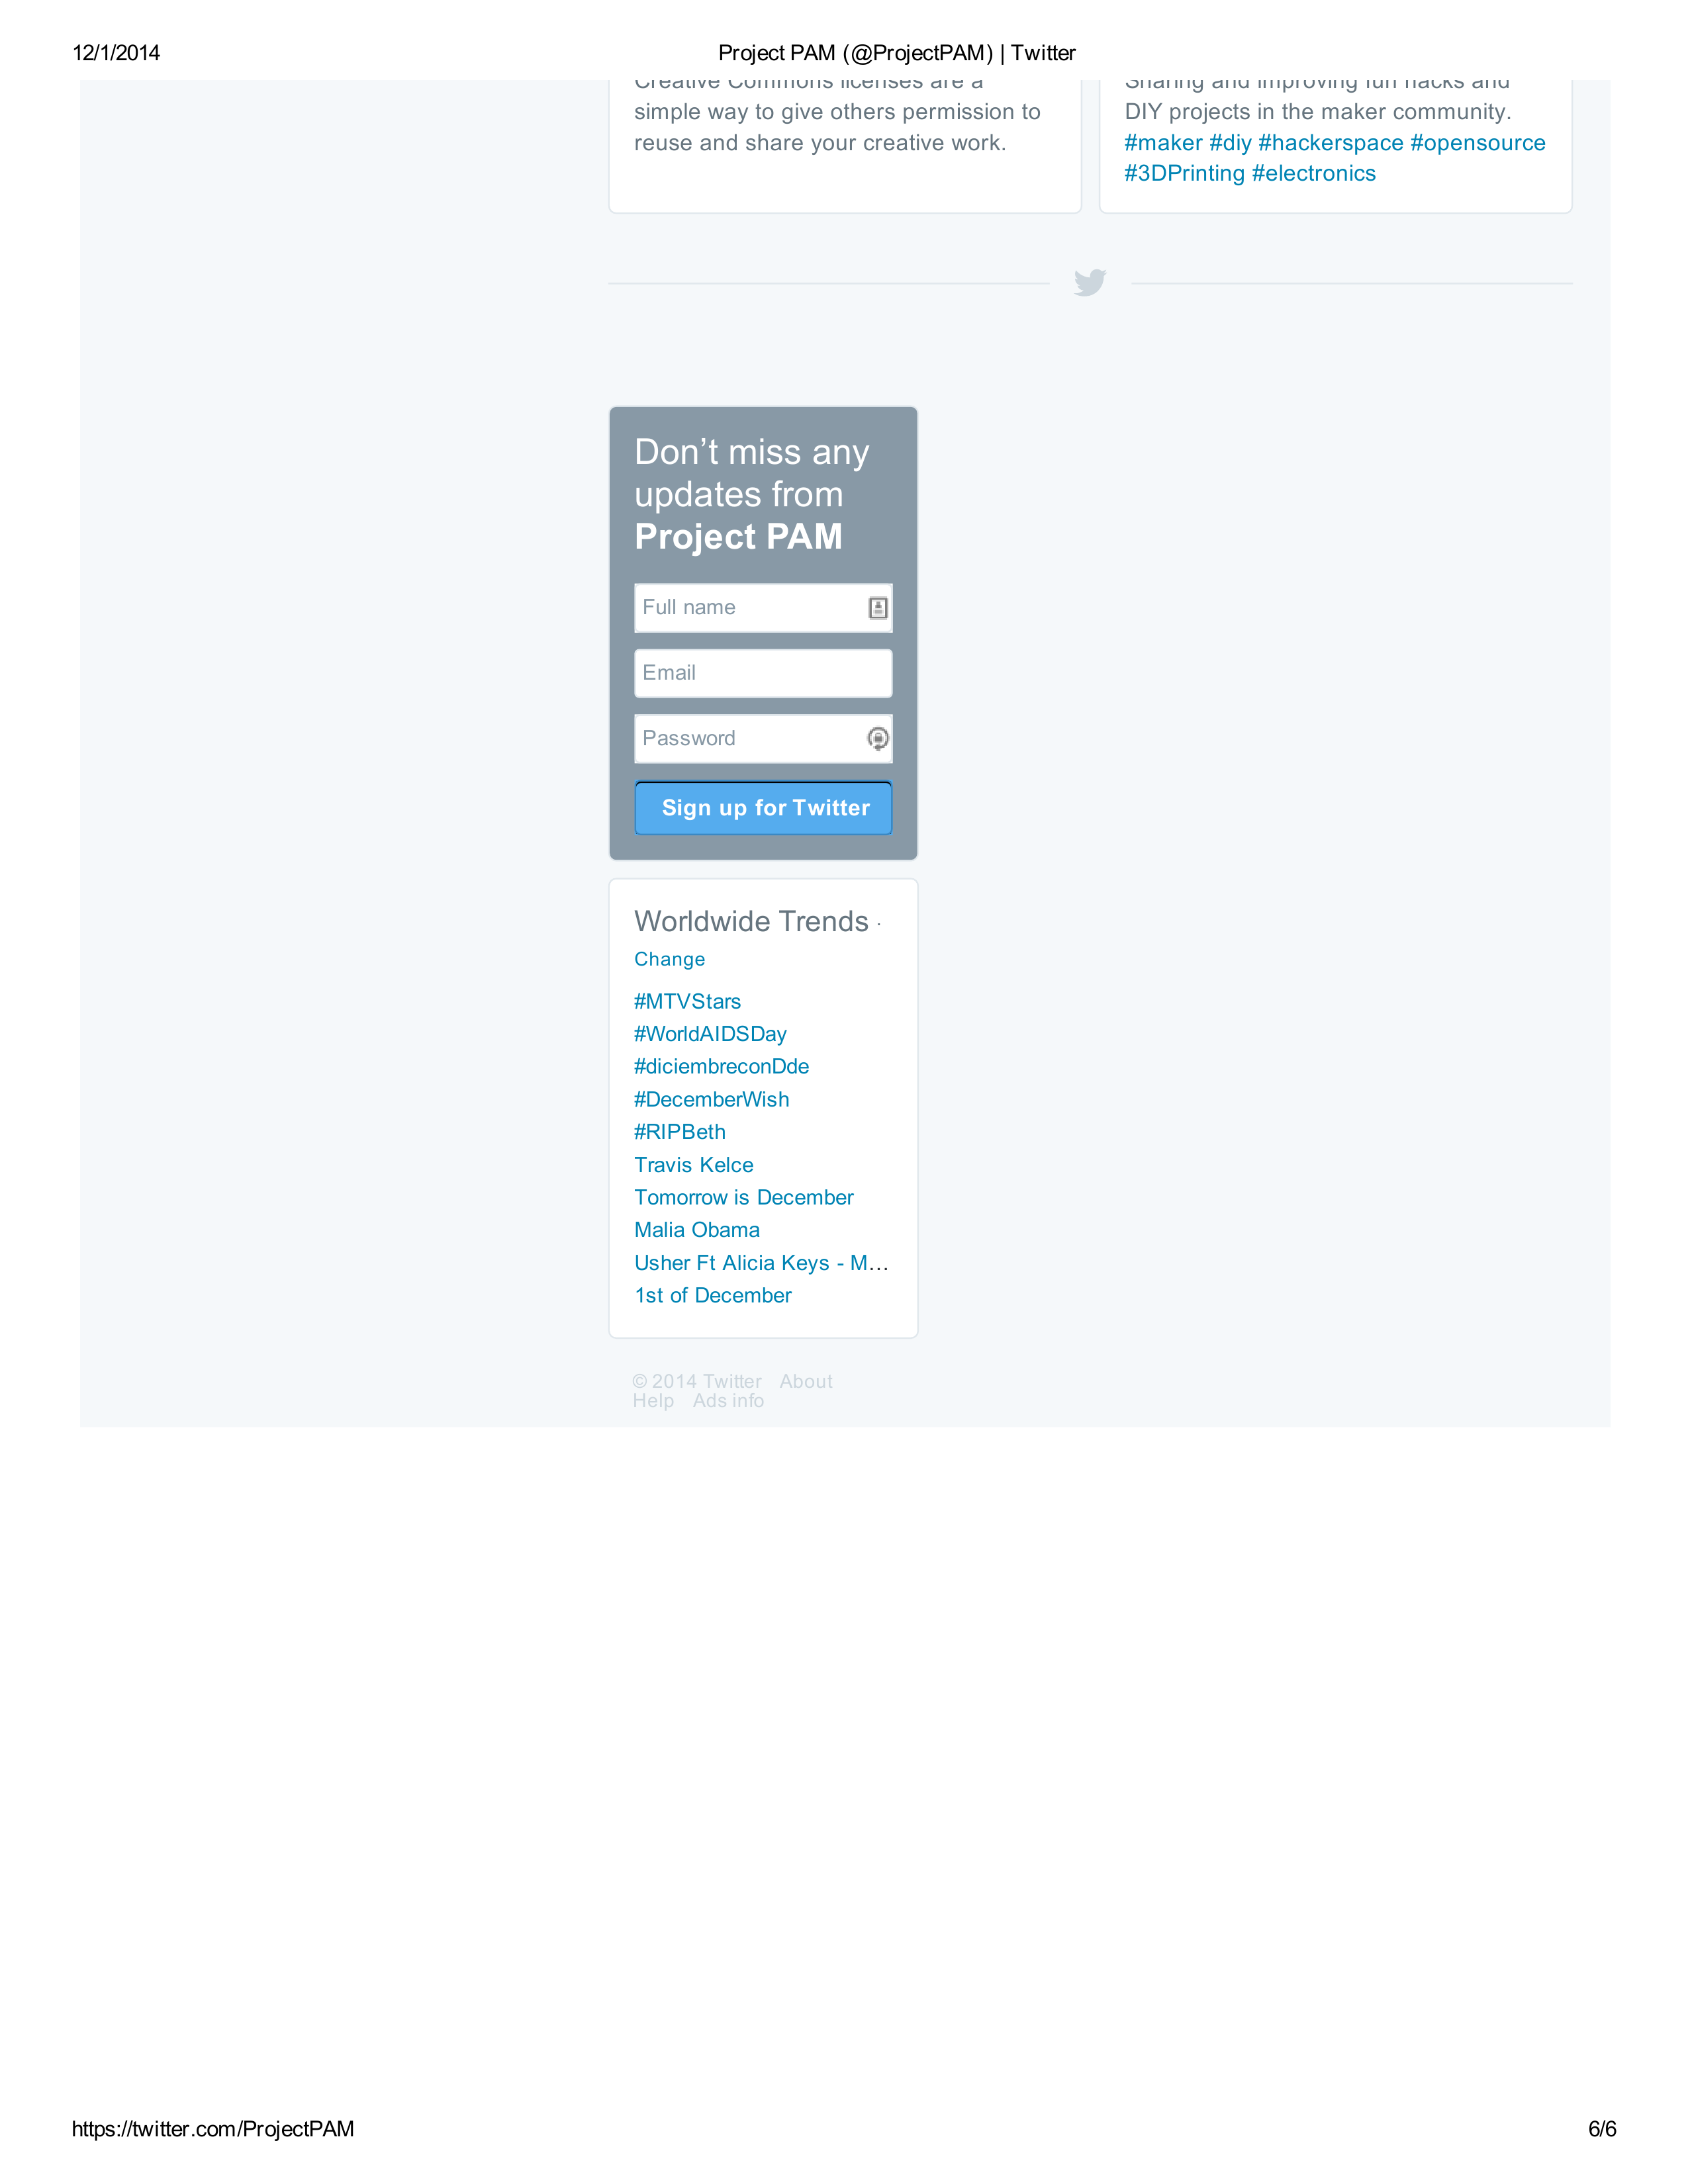 12/1/2014
Project PAM (@ProjectPAM) | Twitter
Creative Commons licenses are a
simple way to give others permission to
reuse and share your creative work.
Sharing and improving fun hacks and
DIY projects in the maker community.
#maker #diy #hackerspace #opensource
#3DPrinting #electronics
Don’t miss any
updates from
Project PAM
Full name
Email
Password
Sign up for Twitter
Worldwide Trends ·
Change
#MTVStars
#WorldAIDSDay
#diciembreconDde
#DecemberWish
#RIPBeth
Travis Kelce
Tomorrow is December
Malia Obama
Usher Ft Alicia Keys - M…
1st of December
© 2014 Twitter About
Help Ads info
https://twitter.com/ProjectPAM
6/6